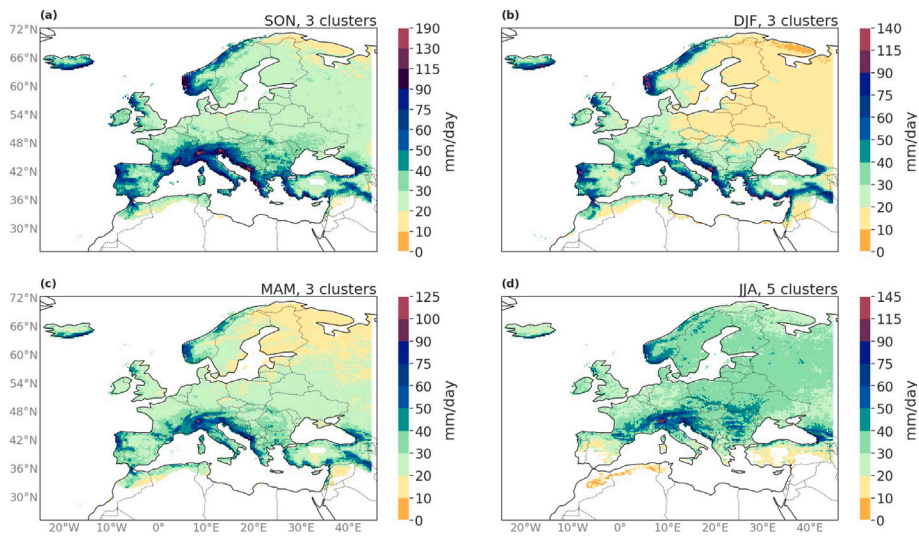 (a) SON, 3 clusters
72°N
66°N
60°N
54°N
48°N
42°N
36°N
30°N
190
130
115
90
75
60
50
40
30
20
10
0
mm/day
(b) DJF, 3 clusters
140
115
90
75
60
50
40
30
20
10
0
mm/day
(c) MAM, 3 clusters
72°N
66°N
60°N
54°N
48°N
42°N
36°N
30°N
20°W 10°W 0° 10°E 20°E 30°E 40°E
125
100
90
75
60
50
40
30
20
10
0
mm/day
(d) JJA, 5 clusters
20°W 10°W 0° 10°E 20°E 30°E 40°E
145
115
90
75
60
50
40
30
20
10
0
mm/day